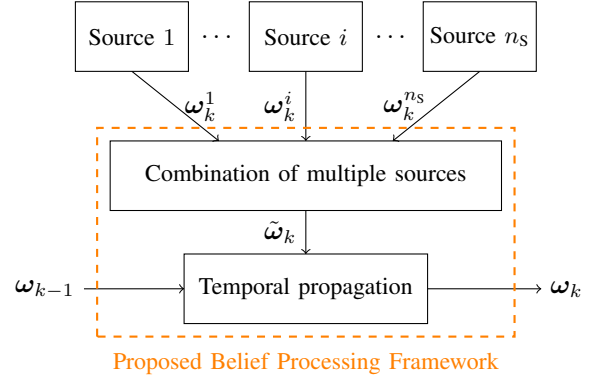 Source 1 ··· Source i ··· Source n_S
ω_k^1 ω_k^i ω_k^{n_S}
Combination of multiple sources
ω̃_k
ω_{k−1} Temporal propagation ω_k
Proposed Belief Processing Framework